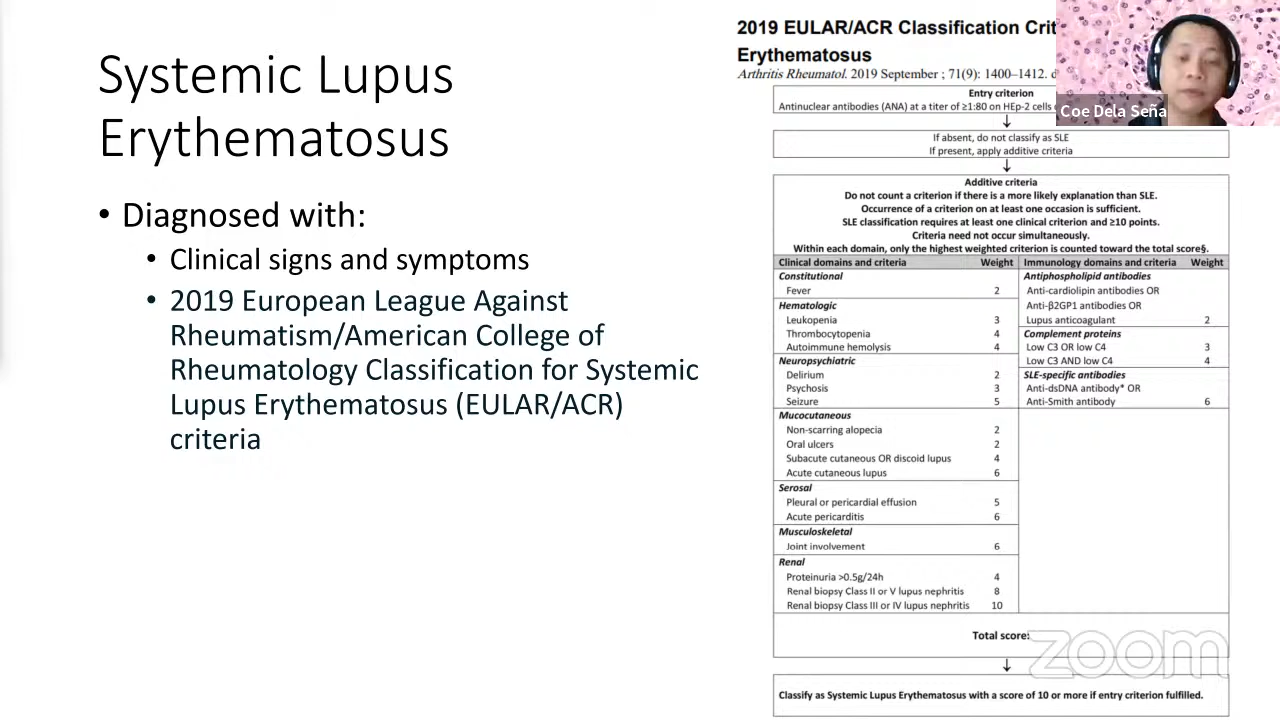 Systemic Lupus
Erythematosus
• Diagnosed with:
• Clinical signs and symptoms
• 2019 European League Against
Rheumatism/American College of
Rheumatology Classification for Systemic
Lupus Erythematosus (EULAR/ACR)
criteria
2019 EULAR/ACR Classification
Erythematosus
Arthritis Rheumatol. 2019 September ; 71(9): 1400–1412.
Coe Dela Seña
Entry criterion
Antinuclear antibodies (ANA) at a titer of ≥1:80 on HEp-2 cells
If absent, do not classify as SLE
If present, apply additive criteria
Additive criteria
Do not count a criterion if there is a more likely explanation than SLE.
Occurrence of a criterion on at least one occasion is sufficient.
SLE classification requires at least one clinical criterion and ≥10 points.
Criteria need not occur simultaneously.
Within each domain, only the highest weighted criterion is counted toward the total score§.
Clinical domains and criteria Weight Immunology domains and criteria Weight
Constitutional Antiphospholipid antibodies
Fever 2 Anti-cardiolipin antibodies OR
Hematologic Anti-β2GP1 antibodies OR
Leukopenia 3 Lupus anticoagulant 2
Thrombocytopenia 4 Complement proteins
Autoimmune hemolysis 4 Low C3 OR low C4 3
Neuropsychiatric Low C3 AND low C4 4
Delirium 2 SLE-specific antibodies
Psychosis 3 Anti-dsDNA antibody* OR
Seizure 5 Anti-Smith antibody 6
Mucocutaneous
Non-scarring alopecia 2
Oral ulcers 2
Subacute cutaneous OR discoid lupus 4
Acute cutaneous lupus 6
Serosal
Pleural or pericardial effusion 5
Acute pericarditis 6
Musculoskeletal
Joint involvement 6
Renal
Proteinuria >0.5g/24h 4
Renal biopsy Class II or V lupus nephritis 8
Renal biopsy Class III or IV lupus nephritis 10
Total score:
zoom
Classify as Systemic Lupus Erythematosus with a score of 10 or more if entry criterion fulfilled.